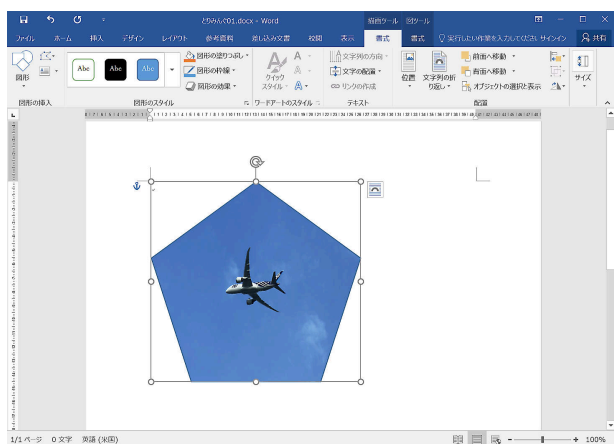 とりみんぐ01.docx - Word
描画ツール 図ツール
ファイル ホーム 挿入 デザイン レイアウト 参考資料 差し込み文書 校閲 表示 書式 書式 実行したい作業を入力してください サインイン 共有
図形
Abc Abc Abc
図形の塗りつぶし
図形の枠線
図形の効果
クイック
スタイル
A
A
A
文字列の方向
文字の配置
リンクの作成
位置
文字列の折
り返し
前面へ移動
背面へ移動
オブジェクトの選択と表示
サイズ
図形の挿入 図形のスタイル ワードアートのスタイル テキスト 配置
1/1 ページ 0 文字 英語 (米国) 100%